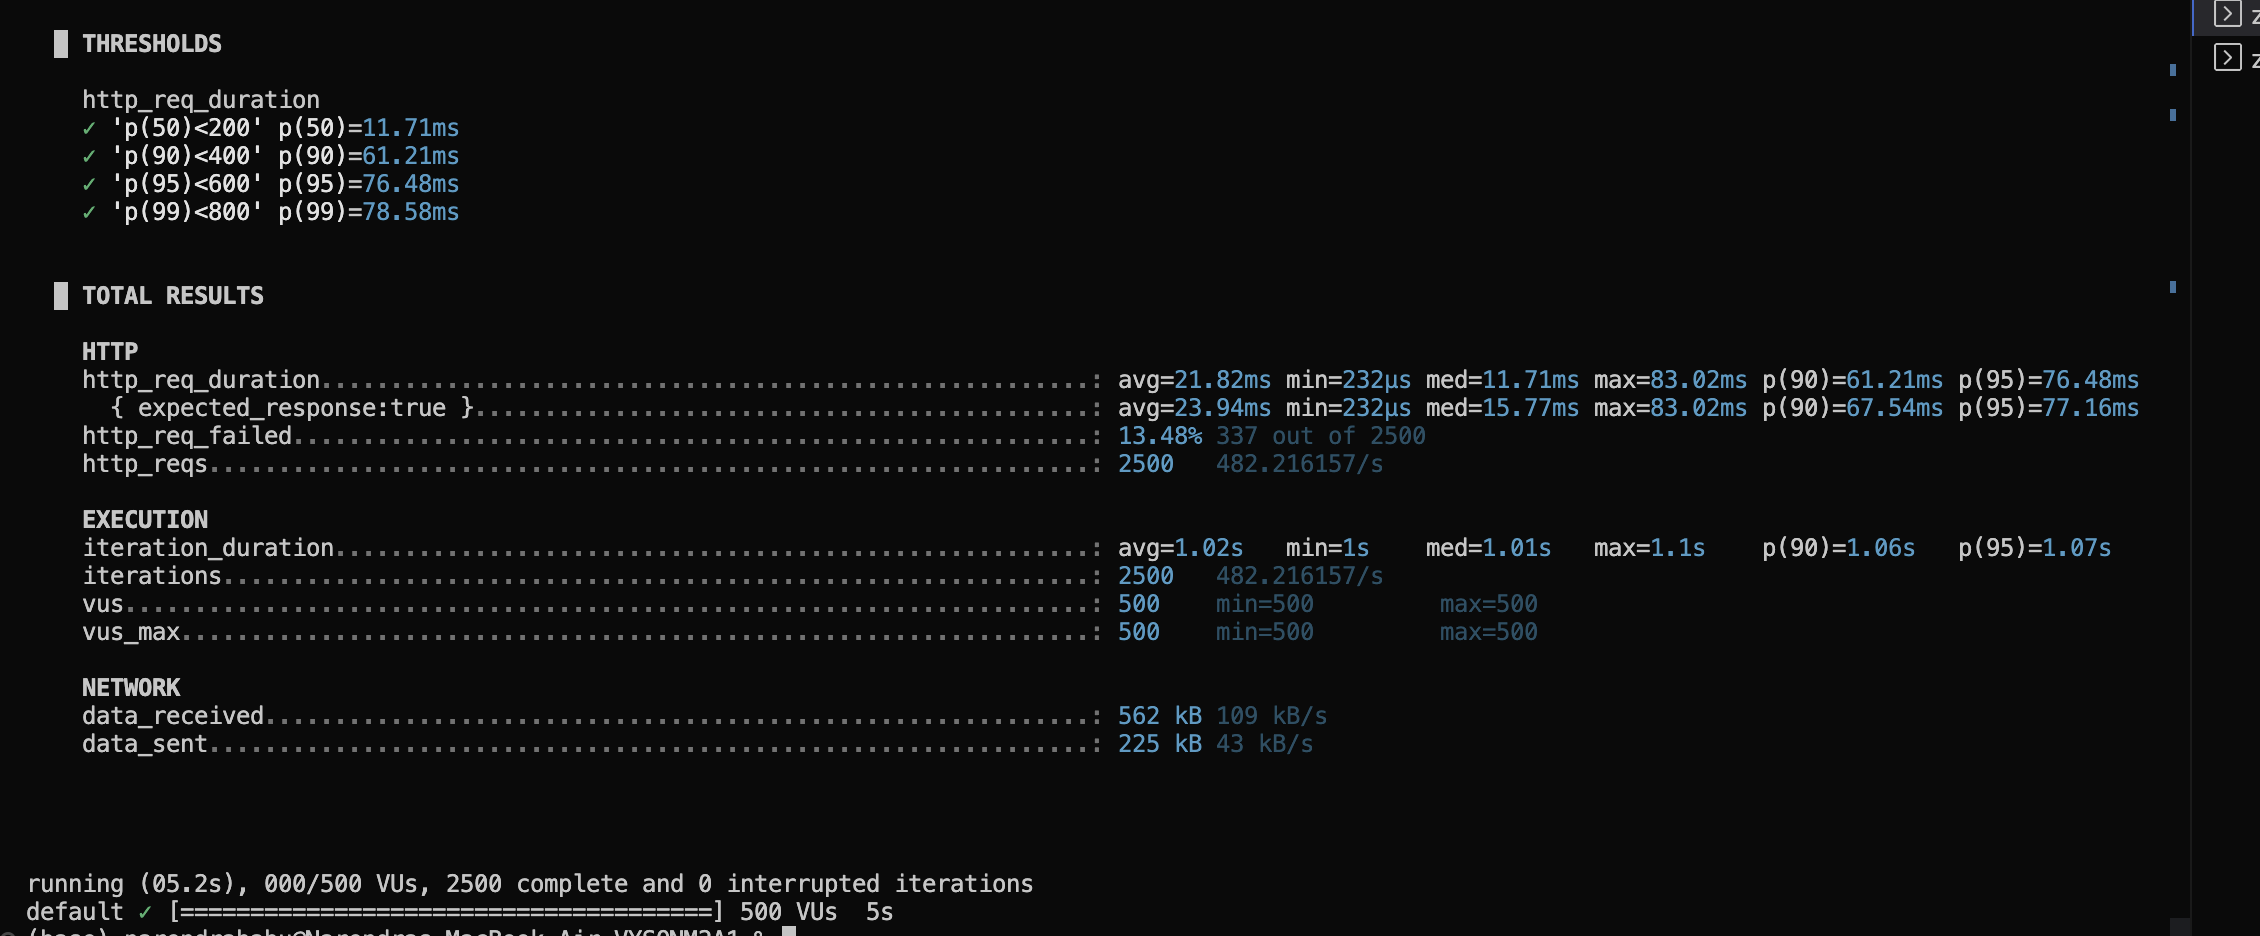 THRESHOLDS
http_req_duration
✓ 'p(50)<200' p(50)=11.71ms
✓ 'p(90)<400' p(90)=61.21ms
✓ 'p(95)<600' p(95)=76.48ms
✓ 'p(99)<800' p(99)=78.58ms
TOTAL RESULTS
HTTP
http_req_duration.......................................................: avg=21.82ms min=232µs med=11.71ms max=83.02ms p(90)=61.21ms p(95)=76.48ms
{ expected_response:true }............................................: avg=23.94ms min=232µs med=15.77ms max=83.02ms p(90)=67.54ms p(95)=77.16ms
http_req_failed.........................................................: 13.48% 337 out of 2500
http_reqs...............................................................: 2500 482.216157/s
EXECUTION
iteration_duration......................................................: avg=1.02s min=1s med=1.01s max=1.1s p(90)=1.06s p(95)=1.07s
iterations..............................................................: 2500 482.216157/s
vus.....................................................................: 500 min=500 max=500
vus_max.................................................................: 500 min=500 max=500
NETWORK
data_received...........................................................: 562 kB 109 kB/s
data_sent...............................................................: 225 kB 43 kB/s
running (05.2s), 000/500 VUs, 2500 complete and 0 interrupted iterations
default ✓ [======================================] 500 VUs 5s